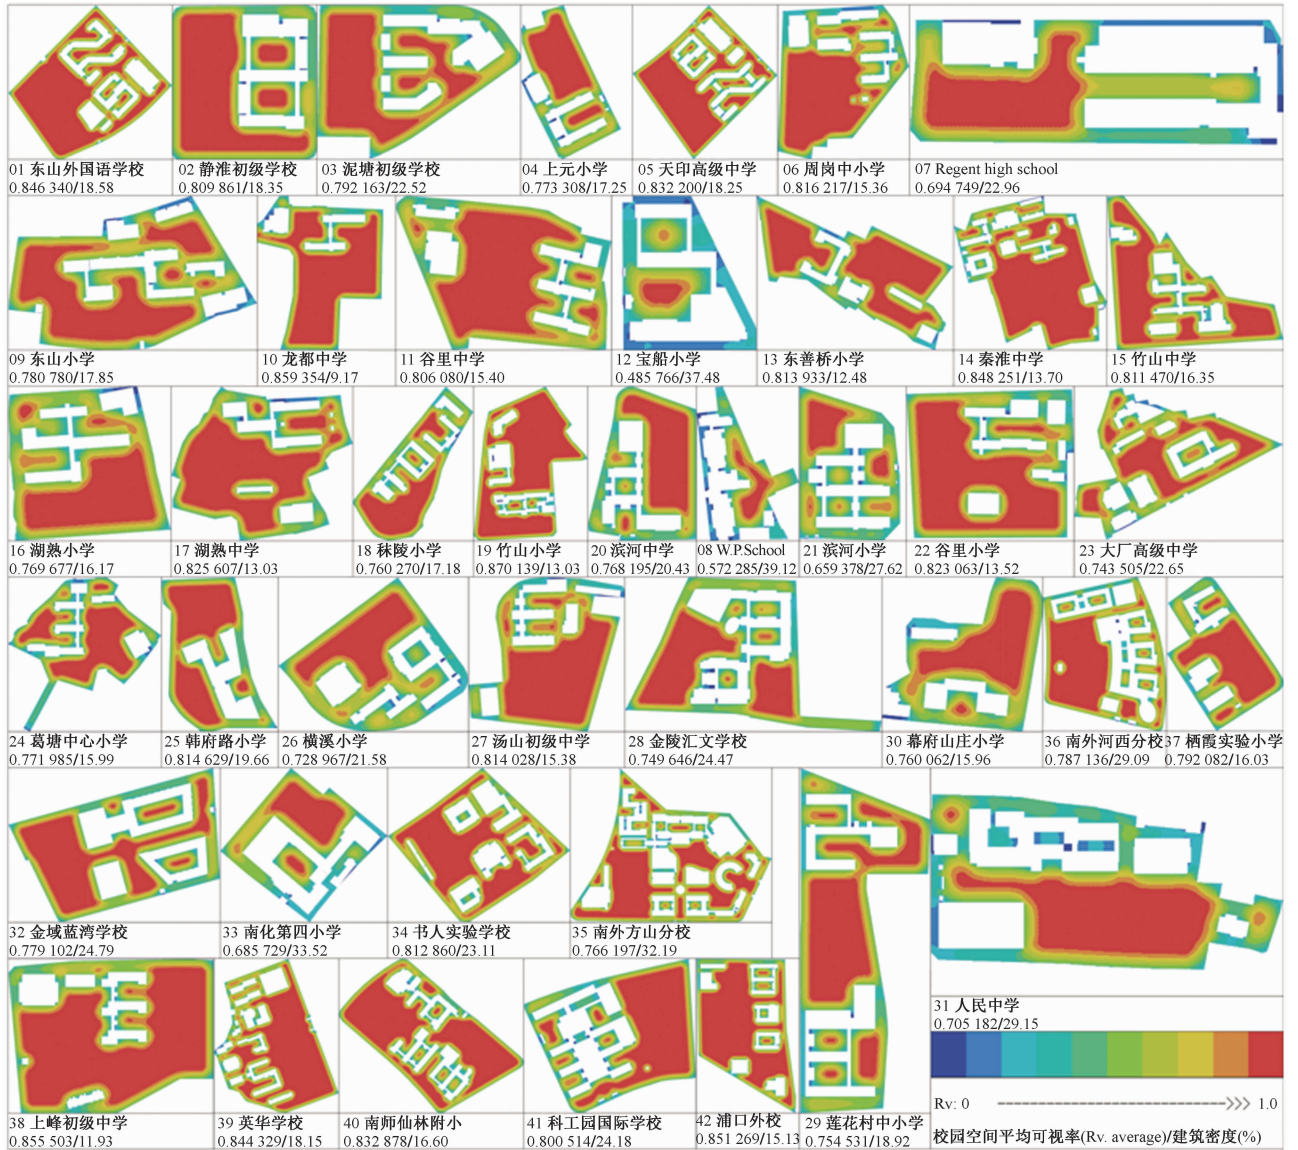 01 东山外国语学校
0.846 340/18.58
02 静淮初级学校
0.809 861/18.35
03 泥塘初级学校
0.792 163/22.52
04 上元小学
0.773 308/17.25
05 天印高级中学
0.832 200/18.25
06 周岗中小学
0.816 217/15.36
07 Regent high school
0.694 749/22.96
09 东山小学
0.780 780/17.85
10 龙都中学
0.859 354/9.17
11 谷里中学
0.806 080/15.40
12 宝船小学
0.485 766/37.48
13 东善桥小学
0.813 933/12.48
14 秦淮中学
0.848 251/13.70
15 竹山中学
0.811 470/16.35
16 湖熟小学
0.769 677/16.17
17 湖熟中学
0.825 607/13.03
18 秣陵小学
0.760 270/17.18
19 竹山小学
0.870 139/13.03
20 滨河中学
0.768 195/20.43
08 W.P.School
0.572 285/39.12
21 滨河小学
0.659 378/27.62
22 谷里小学
0.823 063/13.52
23 大厂高级中学
0.743 505/22.65
24 葛塘中心小学
0.771 985/15.99
25 韩府路小学
0.814 629/19.66
26 横溪小学
0.728 967/21.58
27 汤山初级中学
0.814 028/15.38
28 金陵汇文学校
0.749 646/24.47
30 幕府山庄小学
0.760 062/15.96
36 南外河西分校
0.787 136/29.09
37 栖霞实验小学
0.792 082/16.03
32 金域蓝湾学校
0.779 102/24.79
33 南化第四小学
0.685 729/33.52
34 书人实验学校
0.812 860/23.11
35 南外方山分校
0.766 197/32.19
31 人民中学
0.705 182/29.15
38 上峰初级中学
0.855 503/11.93
39 英华学校
0.844 329/18.15
40 南师仙林附小
0.832 878/16.60
41 科工园国际学校
0.800 514/24.18
42 浦口外校
0.851 269/15.13
29 莲花村中小学
0.754 531/18.92
Rv: 0
1.0
校园空间平均可视率(Rv. average)/建筑密度(%)